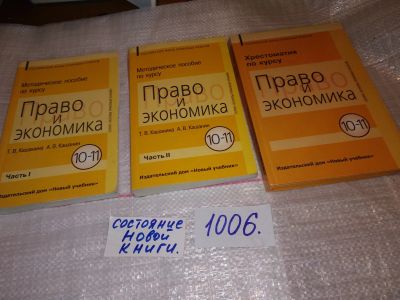 Методическое пособие
по курсу
Право
и
экономика
Т. В. Кашанина А. В. Кашанин
10-11
Часть I
Издательский дом «Новый учебник»
Методическое пособие
по курсу
Право
и
экономика
Т. В. Кашанина А. В. Кашанин
10-11
Часть II
Издательский дом «Новый учебник»
Хрестоматия
по курсу
Право
и
экономика
10-11
Издательский дом «Новый учебник»
состояние
новой
книги.
1006.